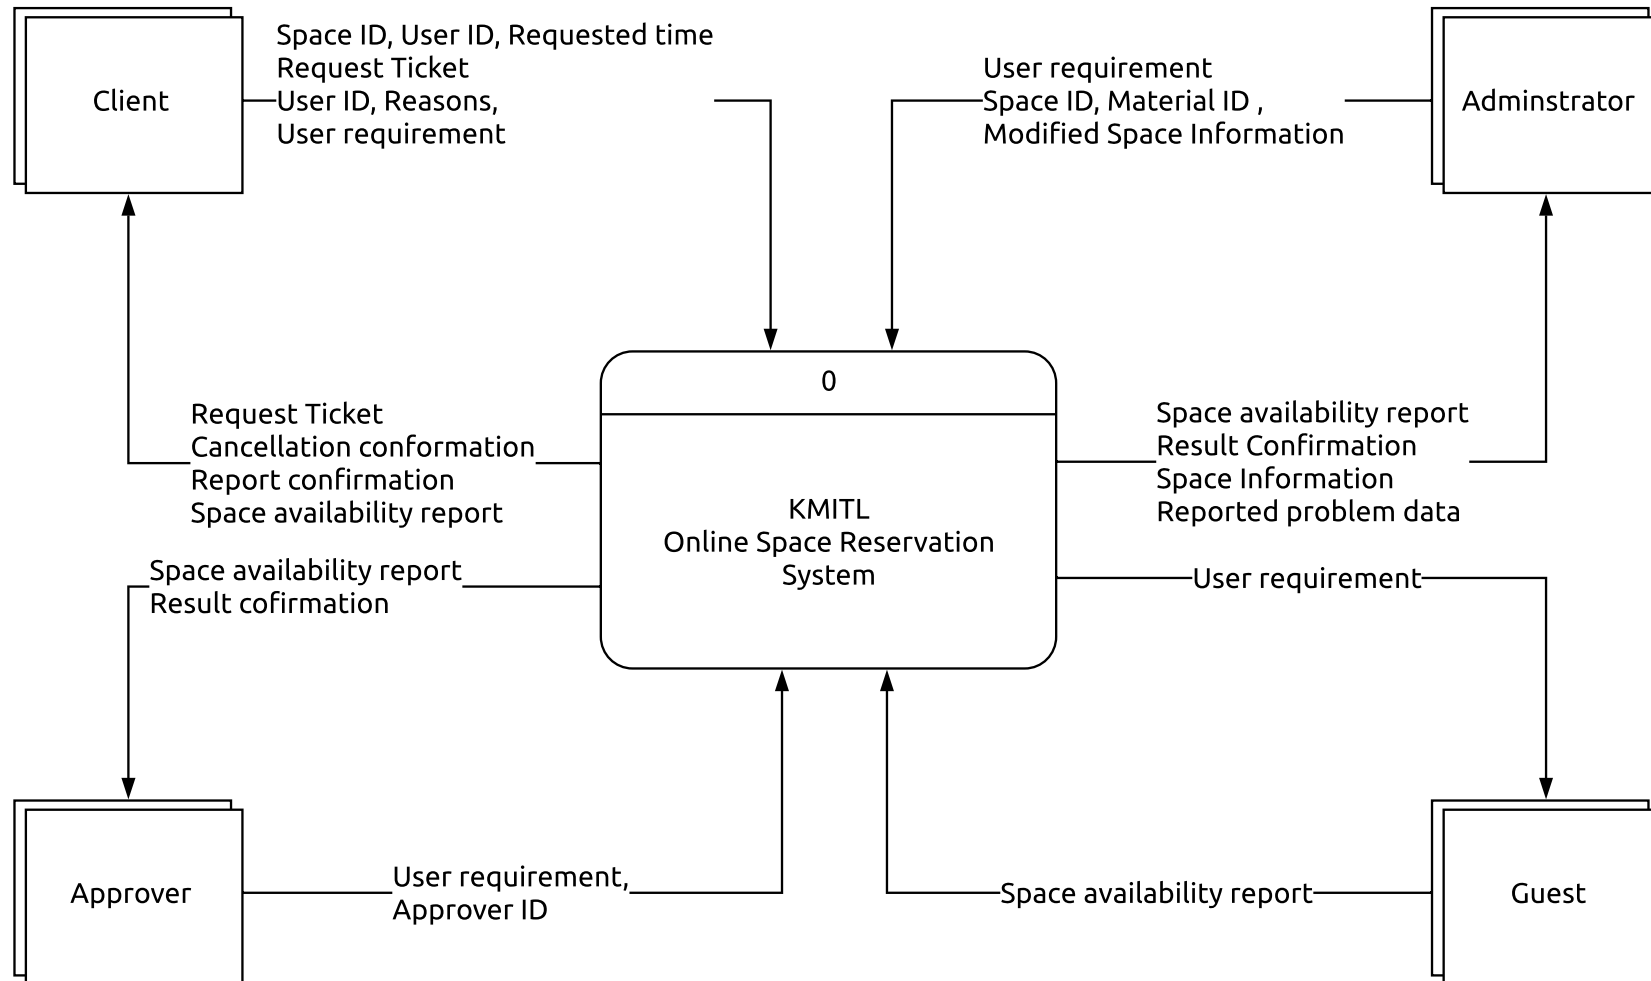 Client
Space ID, User ID, Requested time
Request Ticket
User ID, Reasons,
User requirement
User requirement
Space ID, Material ID ,
Modified Space Information
Adminstrator
0
KMITL
Online Space Reservation
System
Request Ticket
Cancellation conformation
Report confirmation
Space availability report
Space availability report
Result Confirmation
Space Information
Reported problem data
Space availability report
Result cofirmation
User requirement
Approver
User requirement,
Approver ID
Space availability report
Guest